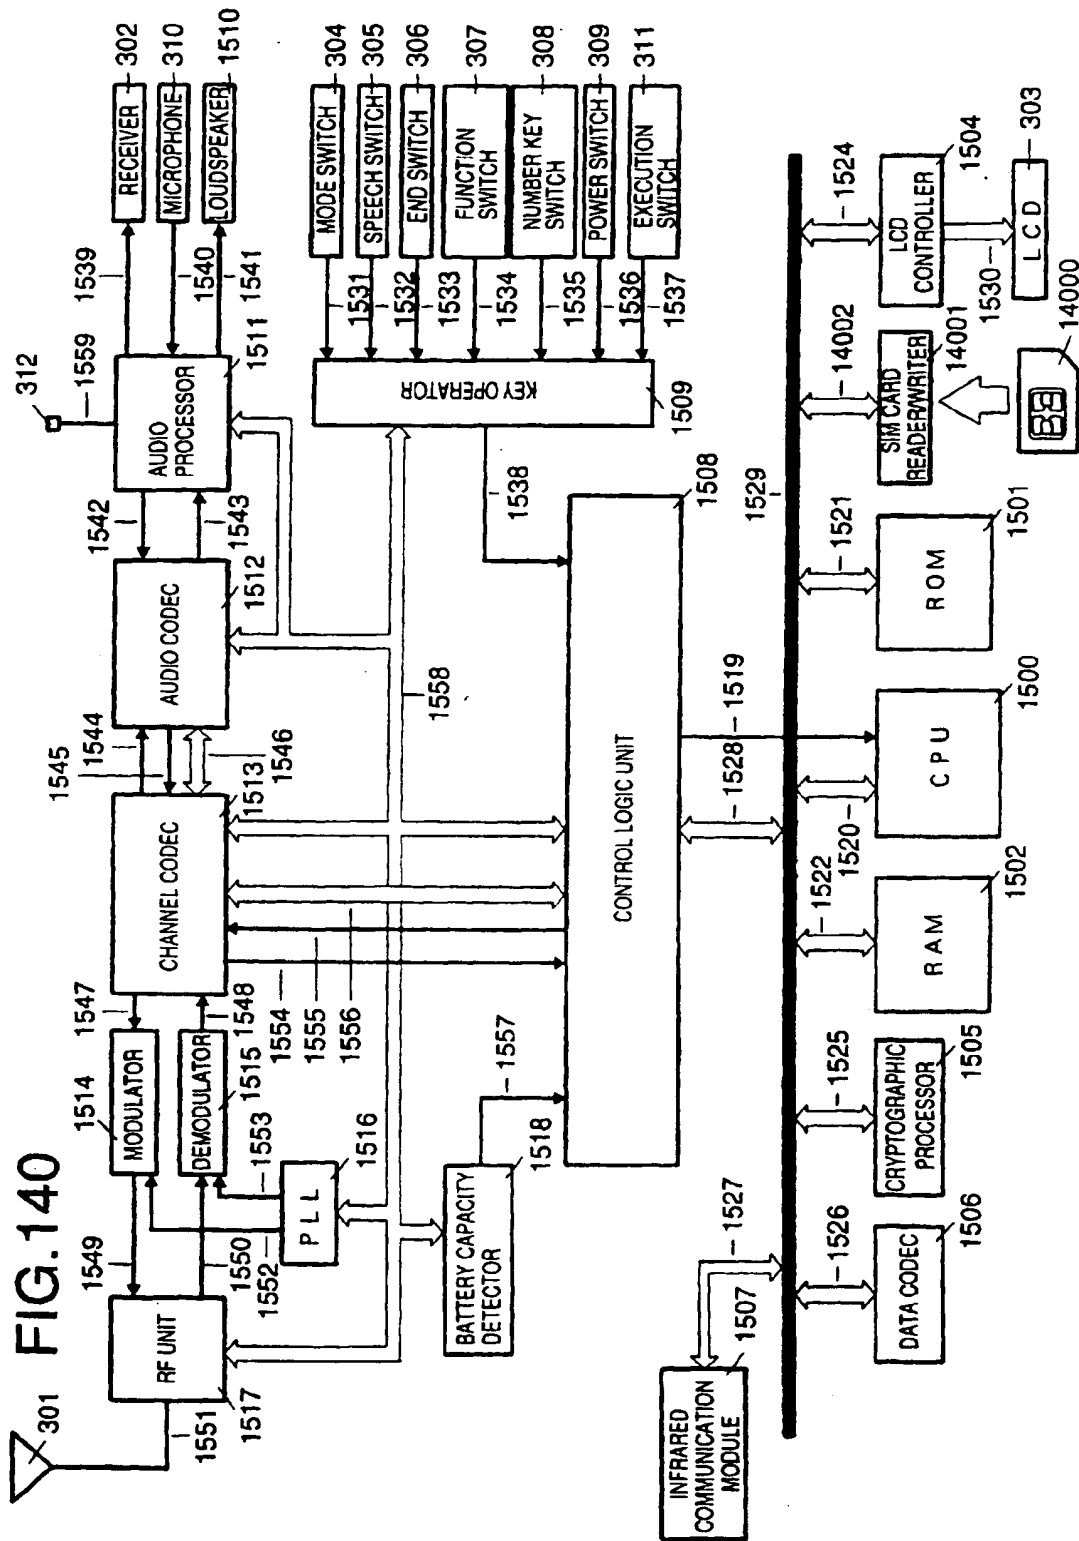 FIG.140
301
1551
RF UNIT
1517
1549
1550
1552
1553
MODULATOR
1514
DEMODULATOR
1515
PLL
1516
1547
1548
CHANNEL CODEC
1513
1545
1544
1546
AUDIO CODEC
1512
1542
1543
AUDIO
PROCESSOR
1511
312
1559
1539
1540
1541
RECEIVER
302
MICROPHONE
310
LOUDSPEAKER
1510
BATTERY CAPACITY
DETECTOR
1518
1557
1554
1555
1556
1558
KEY OPERATOR
1509
1538
1531
1532
1533
1534
1535
1536
1537
MODE SWITCH
304
SPEECH SWITCH
305
END SWITCH
306
FUNCTION
SWITCH
307
NUMBER KEY
SWITCH
308
POWER SWITCH
309
EXECUTION
SWITCH
311
CONTROL LOGIC UNIT
1508
INFRARED
COMMUNICATION
MODULE
1507
1527
1528
1519
1529
1526
1525
1522
1520
1521
14002
1524
DATA CODEC
1506
CRYPTOGRAPHIC
PROCESSOR
1505
RAM
1502
CPU
1500
ROM
1501
SIM CARD
READER/WRITER
14001
14000
LCD
CONTROLLER
1504
1530
LCD
303